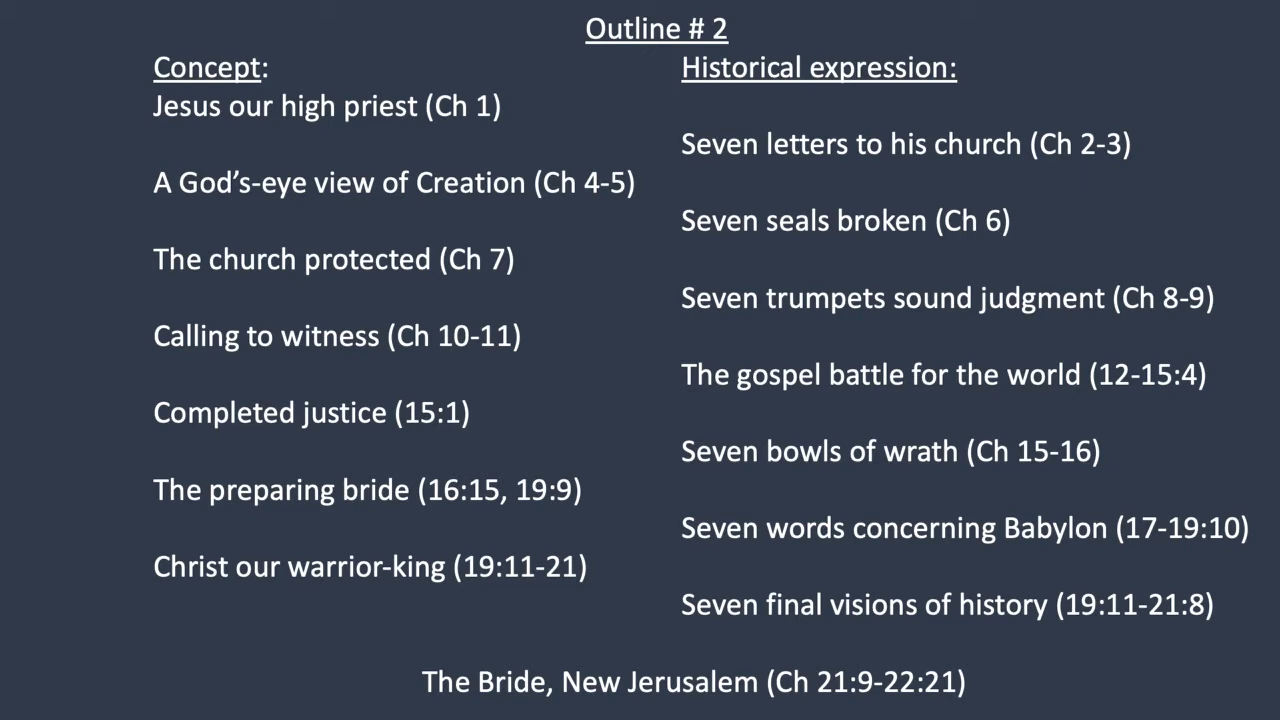 Outline # 2
Concept:
Historical expression:
Jesus our high priest (Ch 1)
Seven letters to his church (Ch 2-3)
A God’s-eye view of Creation (Ch 4-5)
Seven seals broken (Ch 6)
The church protected (Ch 7)
Seven trumpets sound judgment (Ch 8-9)
Calling to witness (Ch 10-11)
The gospel battle for the world (12-15:4)
Completed justice (15:1)
Seven bowls of wrath (Ch 15-16)
The preparing bride (16:15, 19:9)
Seven words concerning Babylon (17-19:10)
Christ our warrior-king (19:11-21)
Seven final visions of history (19:11-21:8)
The Bride, New Jerusalem (Ch 21:9-22:21)